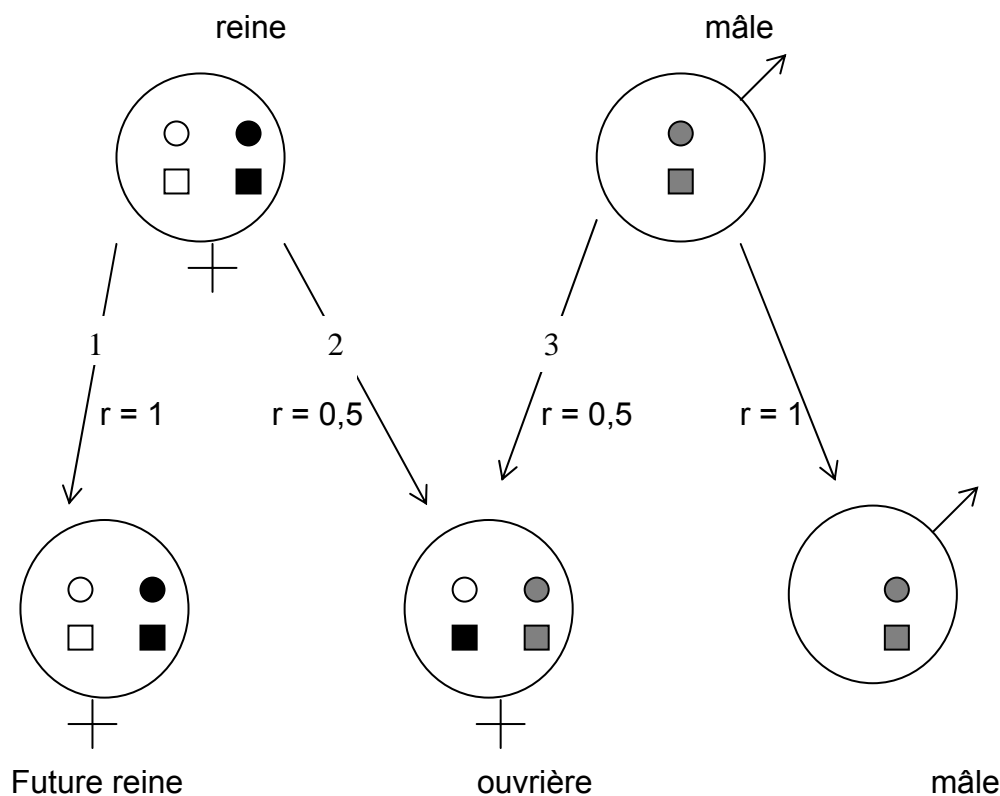 reine
mâle
1
2
3
r = 1
r = 0,5
r = 0,5
r = 1
Future reine
ouvrière
mâle